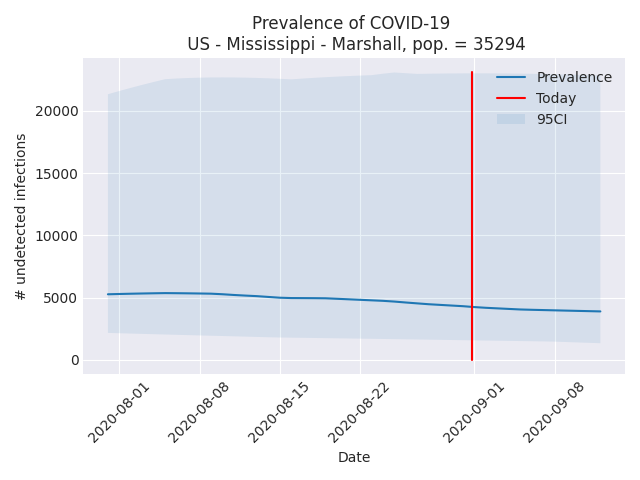 Prevalence of COVID-19
US - Mississippi - Marshall, pop. = 35294
# undetected infections
20000
15000
10000
5000
0
Prevalence
Today
95CI
2020-08-01
2020-08-08
2020-08-15
2020-08-22
2020-09-01
2020-09-08
Date